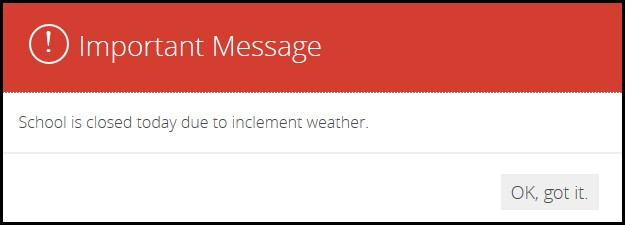 ! Important Message
School is closed today due to inclement weather.
OK, got it.